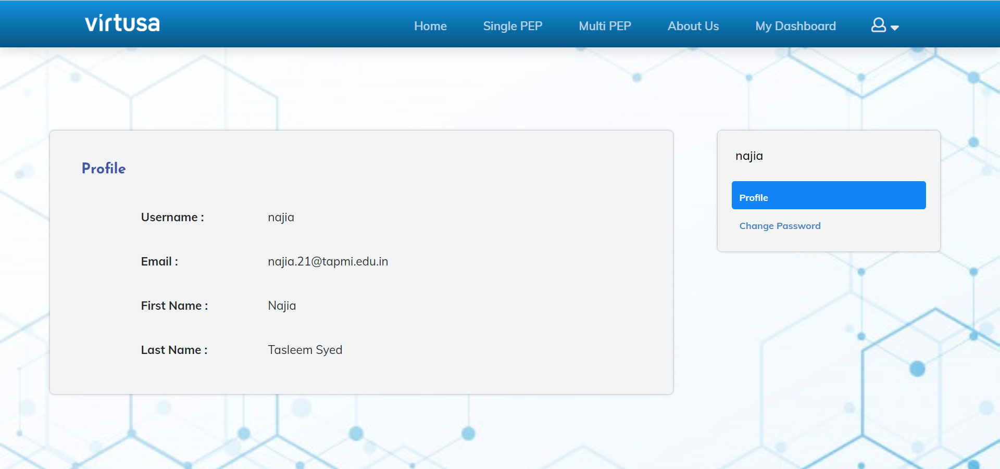 virtusa
Home Single PEP Multi PEP About Us My Dashboard
Profile
Username : najia
Email : najia.21@tapmi.edu.in
First Name : Najia
Last Name : Tasleem Syed
najia
Profile
Change Password